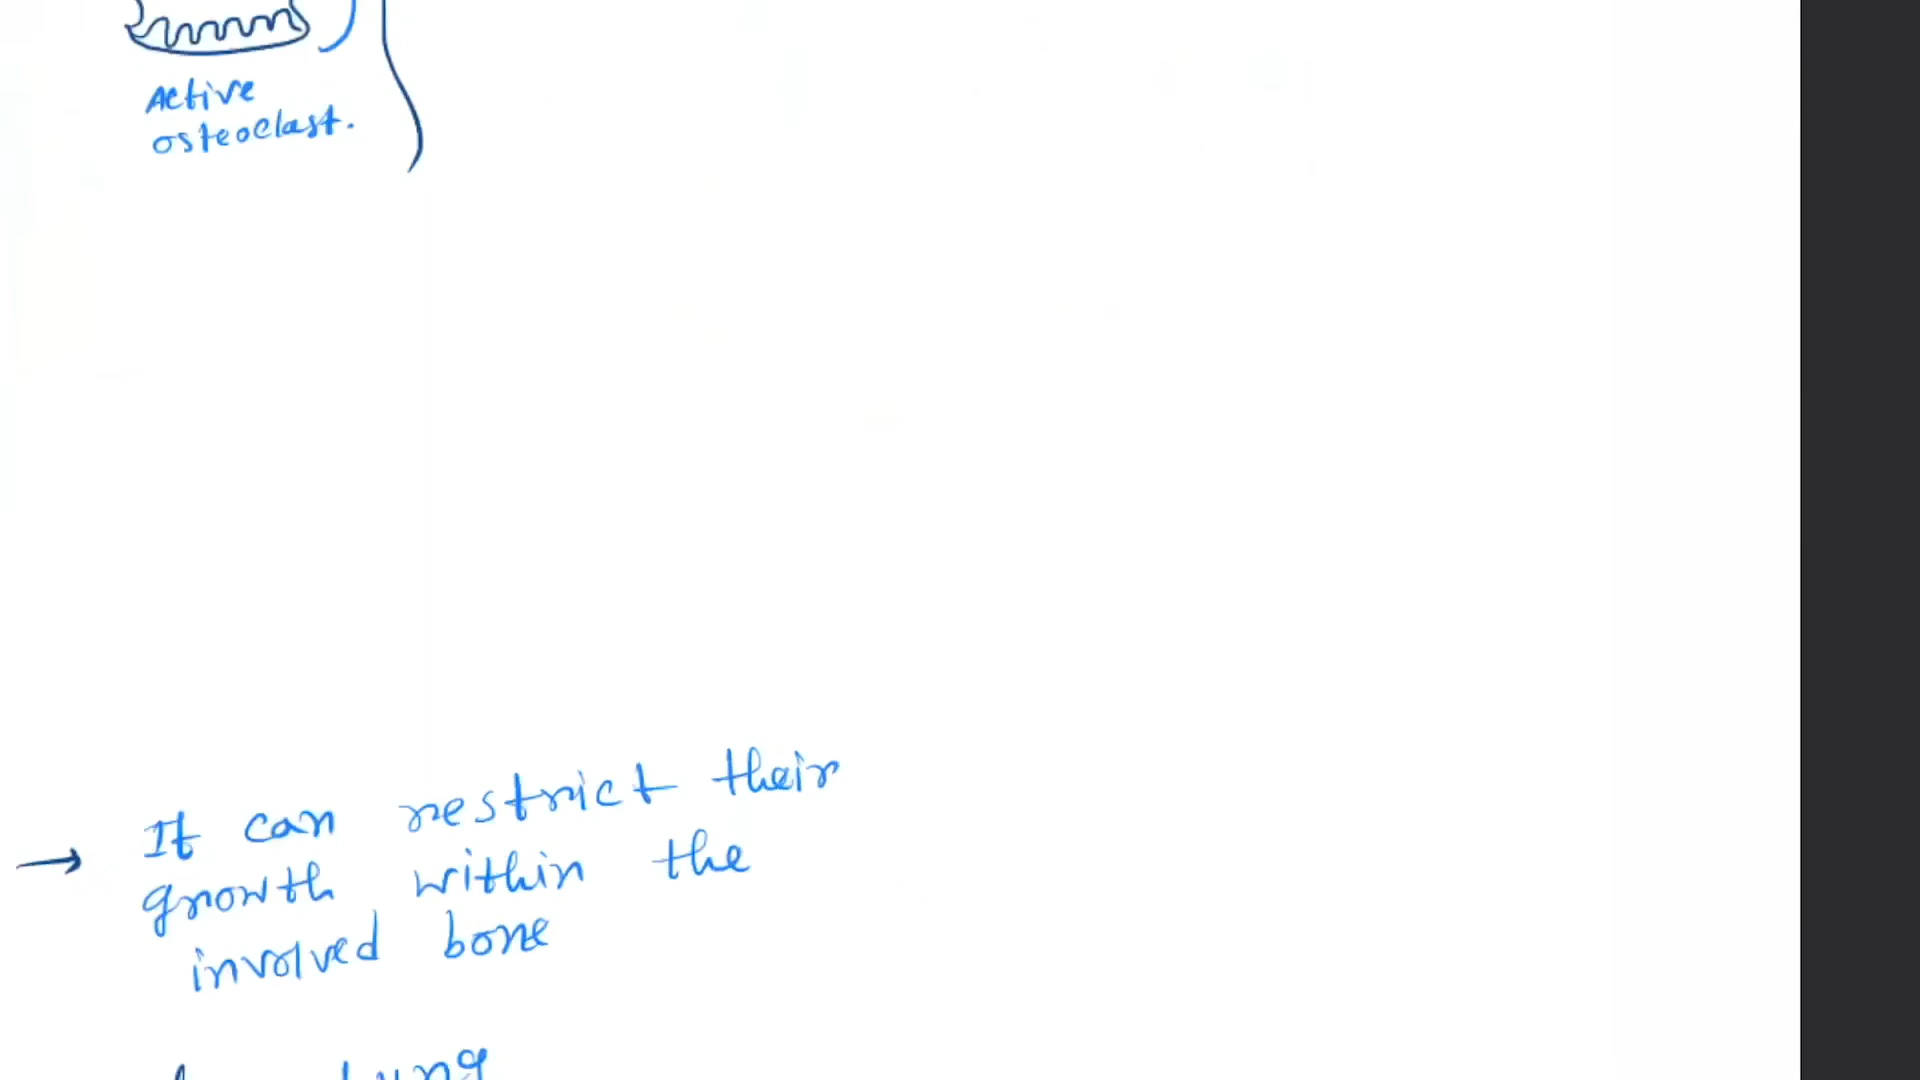 Active
osteoclast.
It can restrict their
growth within the
involved bone